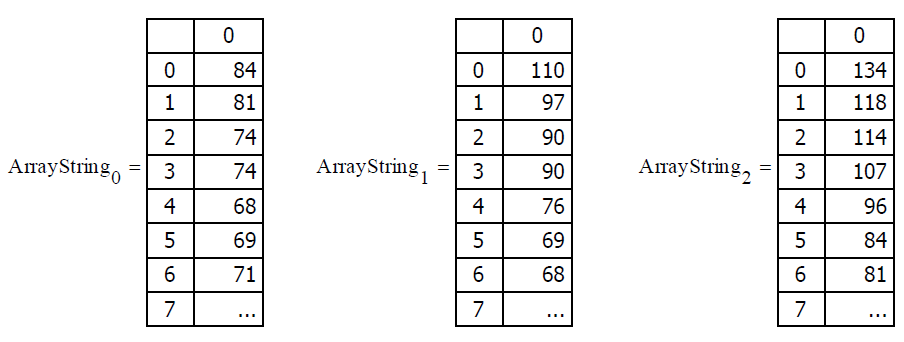 0 0 0
0 84 0 110 0 134
1 81 1 97 1 118
2 74 2 90 2 114
ArrayString0 = 3 74 ArrayString1 = 3 90 ArrayString2 = 3 107
4 68 4 76 4 96
5 69 5 69 5 84
6 71 6 68 6 81
7 ... 7 ... 7 ...